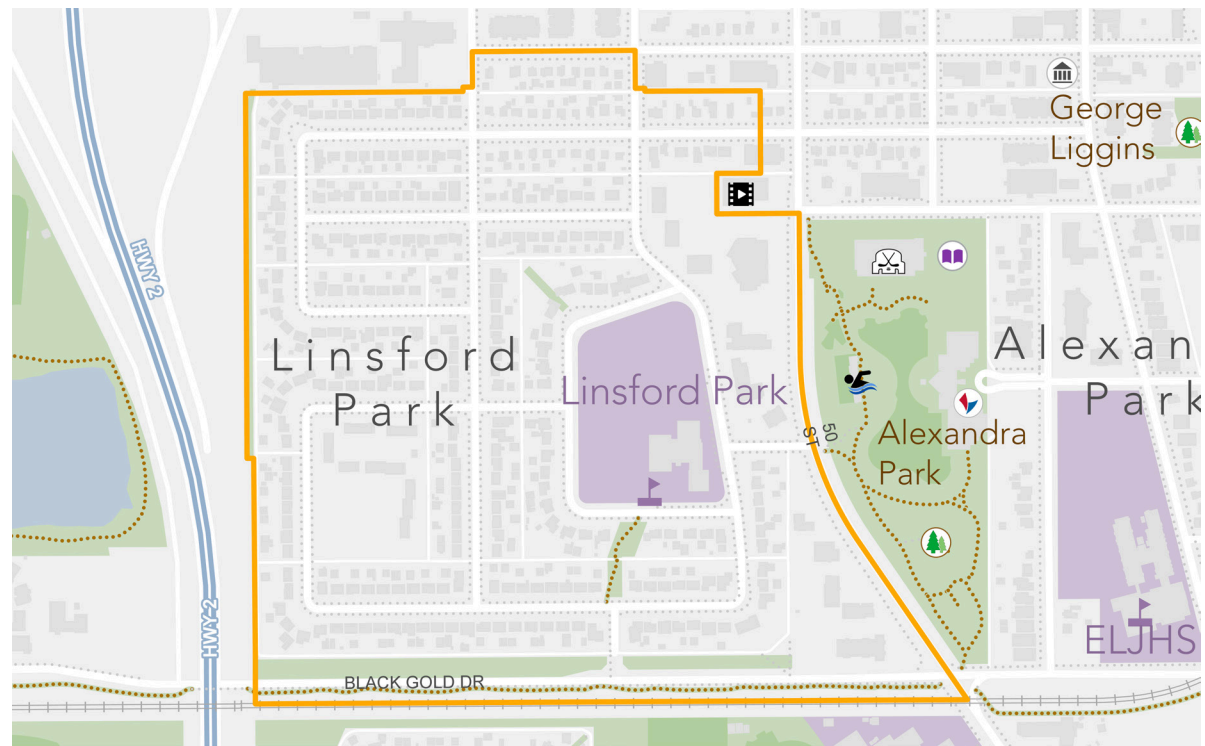 George
Liggins
HWY 2
Linsford
Park
Alexan
Park
Linsford Park
50
ST
Alexandra
Park
HWY 2
ELJHS
BLACK GOLD DR